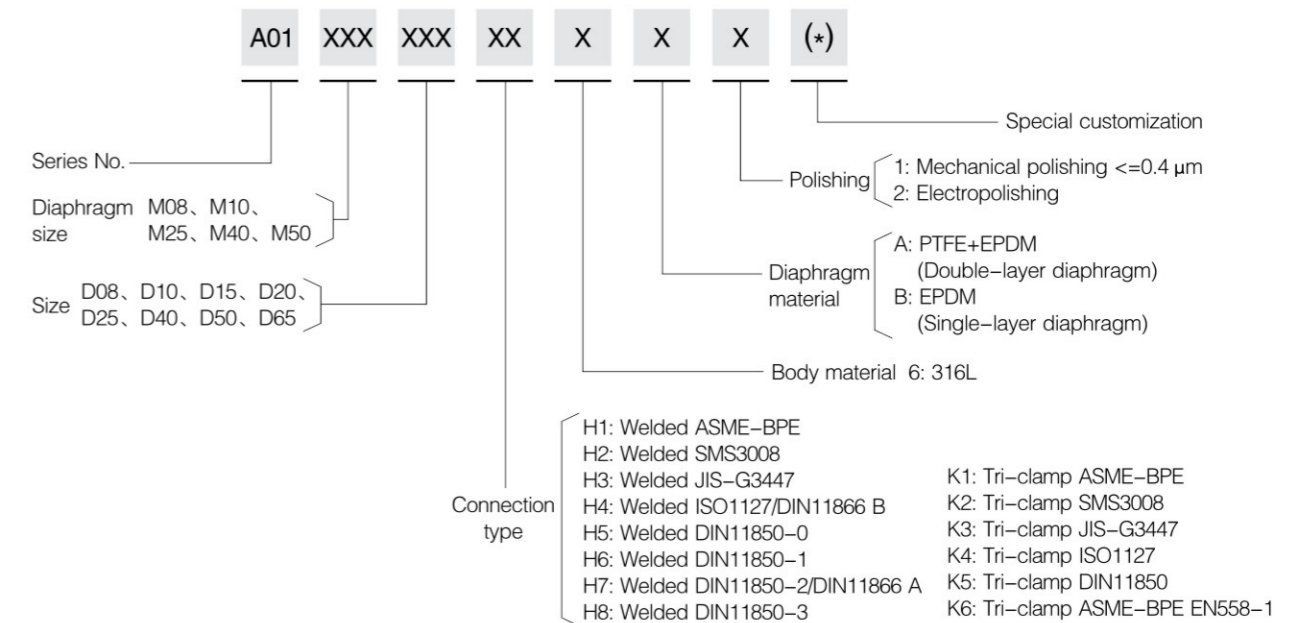 A01 XXX XXX XX X X X (*)
Special customization
Series No.
Polishing
1: Mechanical polishing <=0.4 μm
2: Electropolishing
Diaphragm size
M08、M10、
M25、M40、M50
Diaphragm material
A: PTFE+EPDM
(Double-layer diaphragm)
B: EPDM
(Single-layer diaphragm)
Size
D08、D10、D15、D20、
D25、D40、D50、D65
Body material 6: 316L
Connection type
H1: Welded ASME-BPE
H2: Welded SMS3008
H3: Welded JIS-G3447
H4: Welded ISO1127/DIN11866 B
H5: Welded DIN11850-0
H6: Welded DIN11850-1
H7: Welded DIN11850-2/DIN11866 A
H8: Welded DIN11850-3
K1: Tri-clamp ASME-BPE
K2: Tri-clamp SMS3008
K3: Tri-clamp JIS-G3447
K4: Tri-clamp ISO1127
K5: Tri-clamp DIN11850
K6: Tri-clamp ASME-BPE EN558-1